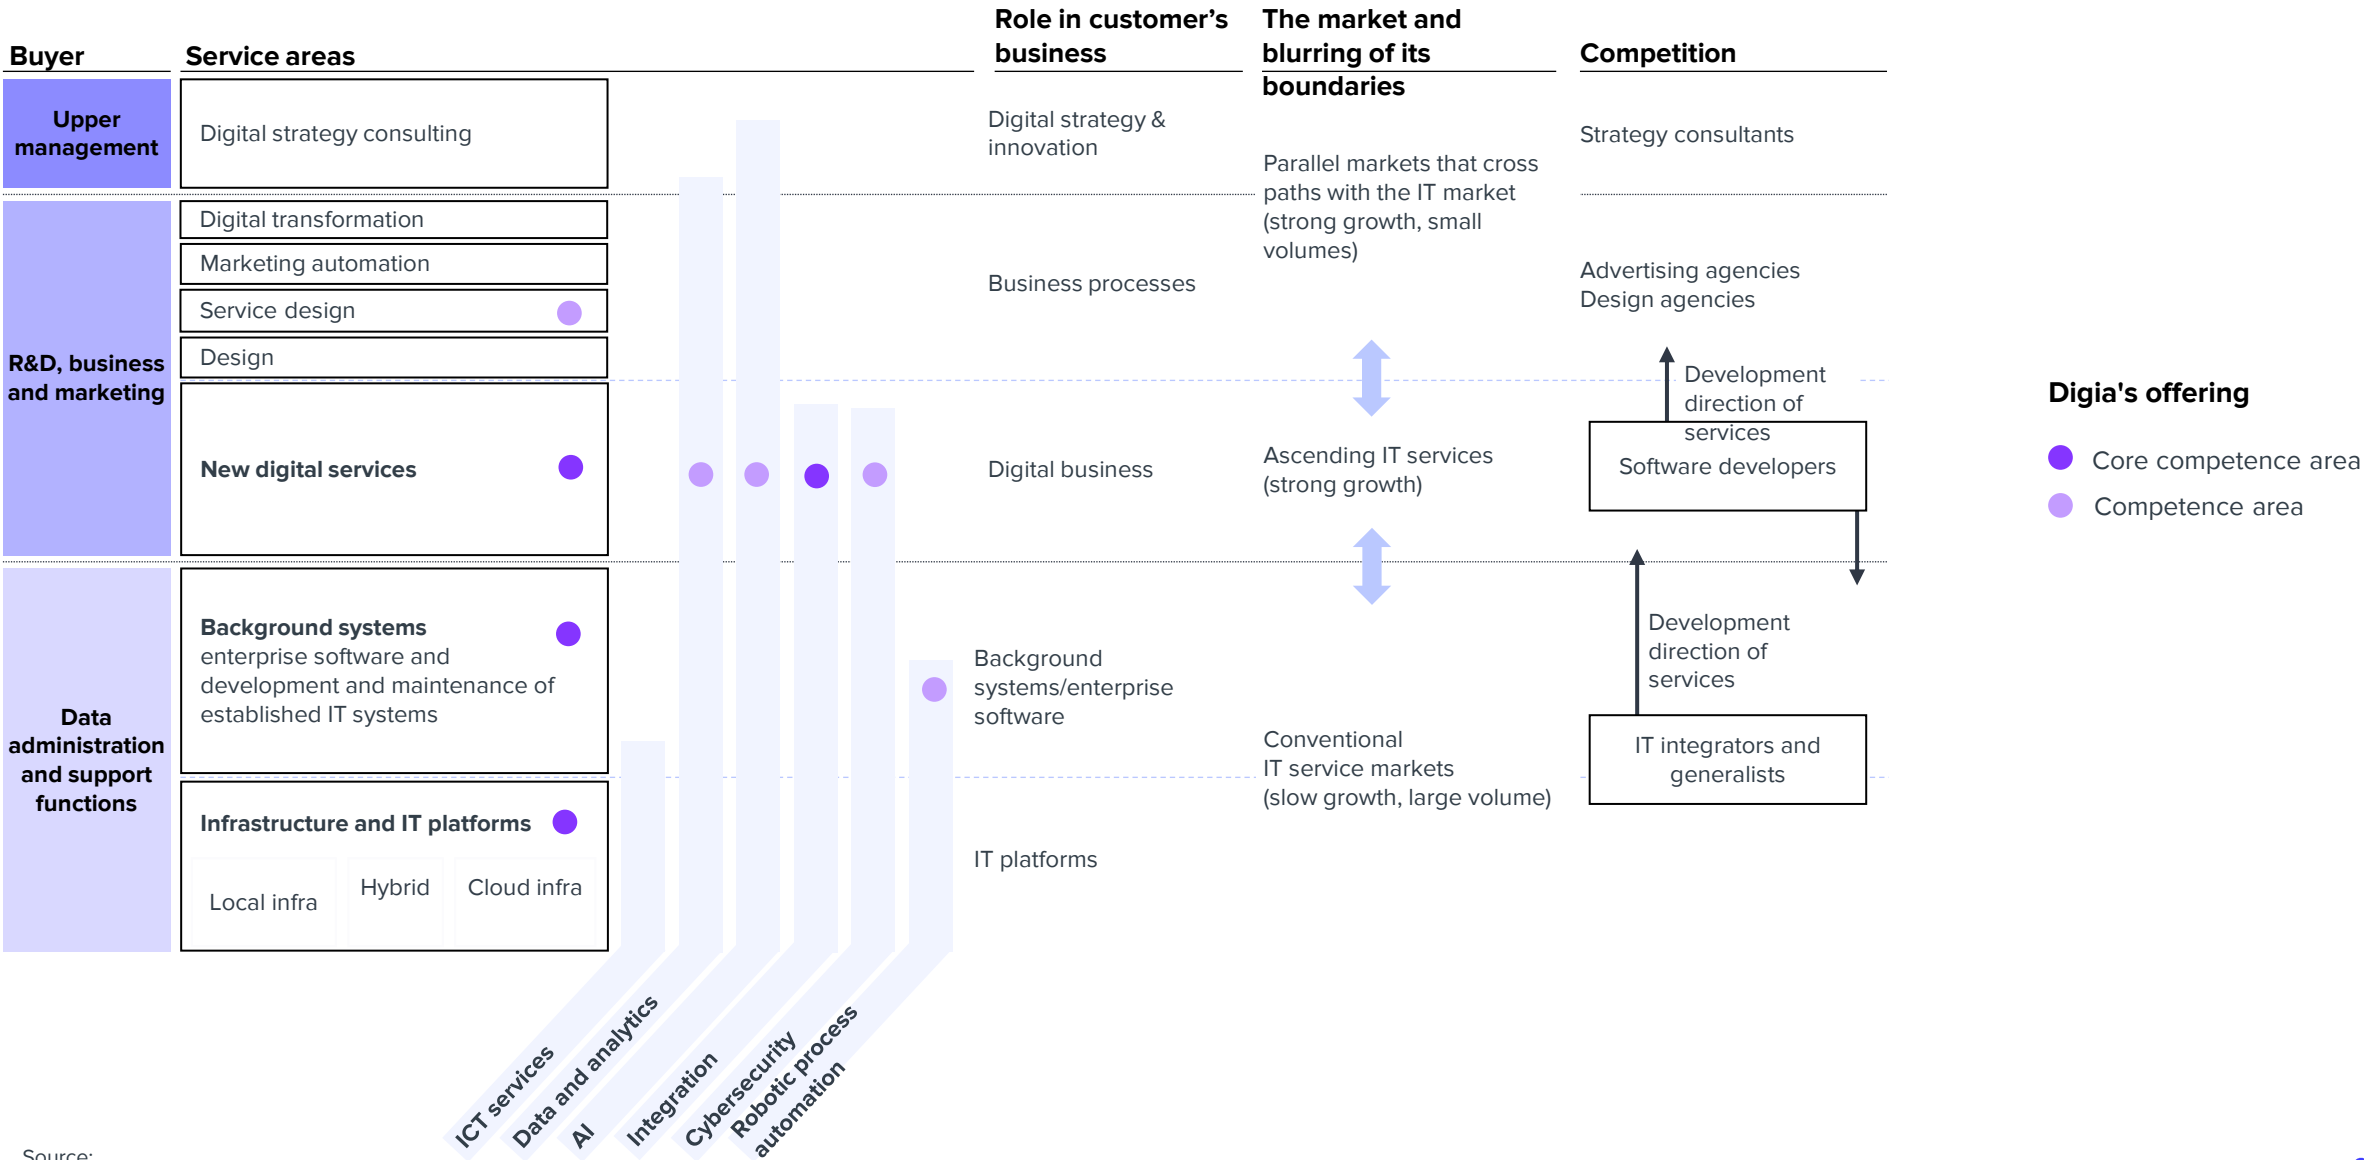 Buyer
Service areas
Role in customer’s
business
The market and
blurring of its
boundaries
Competition
Upper
management
Digital strategy consulting
Digital strategy &
innovation
Parallel markets that cross
paths with the IT market
(strong growth, small
volumes)
Strategy consultants
R&D, business
and marketing
Digital transformation
Marketing automation
Service design
Design
Business processes
Advertising agencies
Design agencies
Development
direction of
services
New digital services
Digital business
Ascending IT services
(strong growth)
Software developers
Digia's offering
Core competence area
Competence area
Data
administration
and support
functions
Background systems
enterprise software and
development and maintenance of
established IT systems
Background
systems/enterprise
software
Conventional
IT service markets
(slow growth, large volume)
Development
direction of
services
IT integrators and
generalists
Infrastructure and IT platforms
Local infra
Hybrid
Cloud infra
IT platforms
ICT services
Data and analytics
AI
Integration
Cybersecurity
Robotic process
automation
Source: